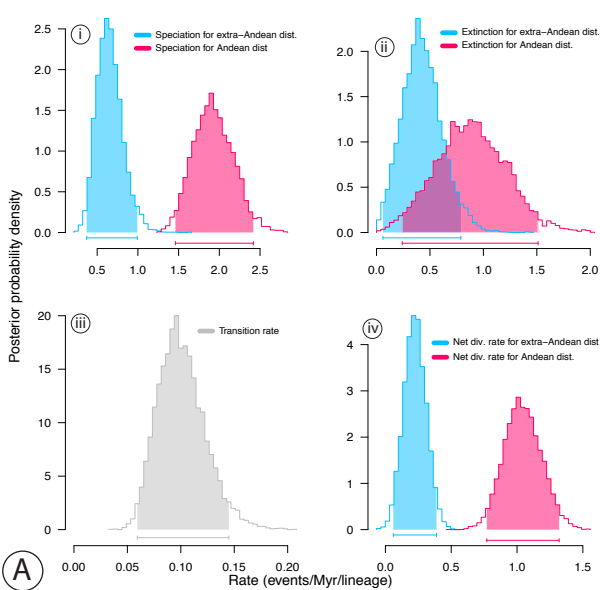 Posterior probability density
i
Speciation for extra−Andean dist.
Speciation for Andean dist
2.5
2.0
1.5
1.0
0.5
0.0
0.5 1.0 1.5 2.0 2.5
ii
Extinction for extra−Andean dist.
Extinction for Andean dist.
2.0
1.5
1.0
0.5
0.0
0.0 0.5 1.0 1.5 2.0
iii
Transition rate
20
15
10
5
0
0.00 0.05 0.10 0.15 0.20
iv
Net div. rate for extra−Andean dist
Net div. rate for Andean dist.
4
3
2
1
0
0.0 0.5 1.0 1.5
A
Rate (events/Myr/lineage)